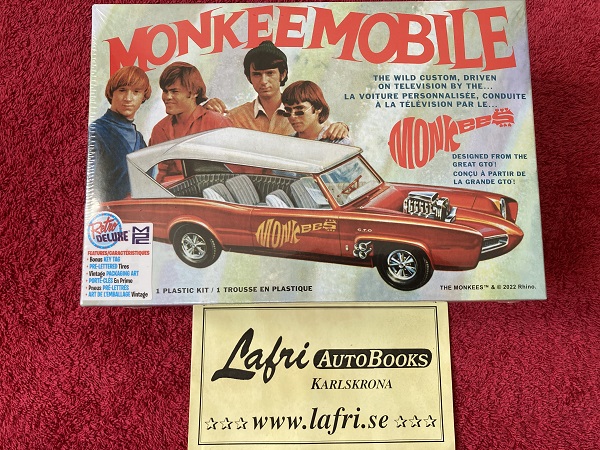 MONKEEMOBILE
THE WILD CUSTOM, DRIVEN
ON TELEVISION BY THE...
LA VOITURE PERSONNALISÉE, CONDUITE
A LA TÉLÉVISION PAR LE...
MONKEES
DESIGNED FROM THE
GREAT GTO!
CONÇU À PARTIR DE
LA GRANDE GTO!
MONKEES
G.T.O.
Retro
DELUXE
MPC
FEATURES/CARACTÉRISTIQUES
• Bonus KEY TAG
• PRE-LETTERED Tires
• Vintage PACKAGING ART
• PORTE-CLÉS En Prime
• Pneus PRÉ-LETTRÉS
• ART DE L'EMBALLAGE Vintage
1 PLASTIC KIT / 1 TROUSSE EN PLASTIQUE
THE MONKEES™ & © 2022 Rhino.
Lafri AUTOBOOKS
KARLSKRONA
☆☆☆ www.lafri.se ☆☆☆